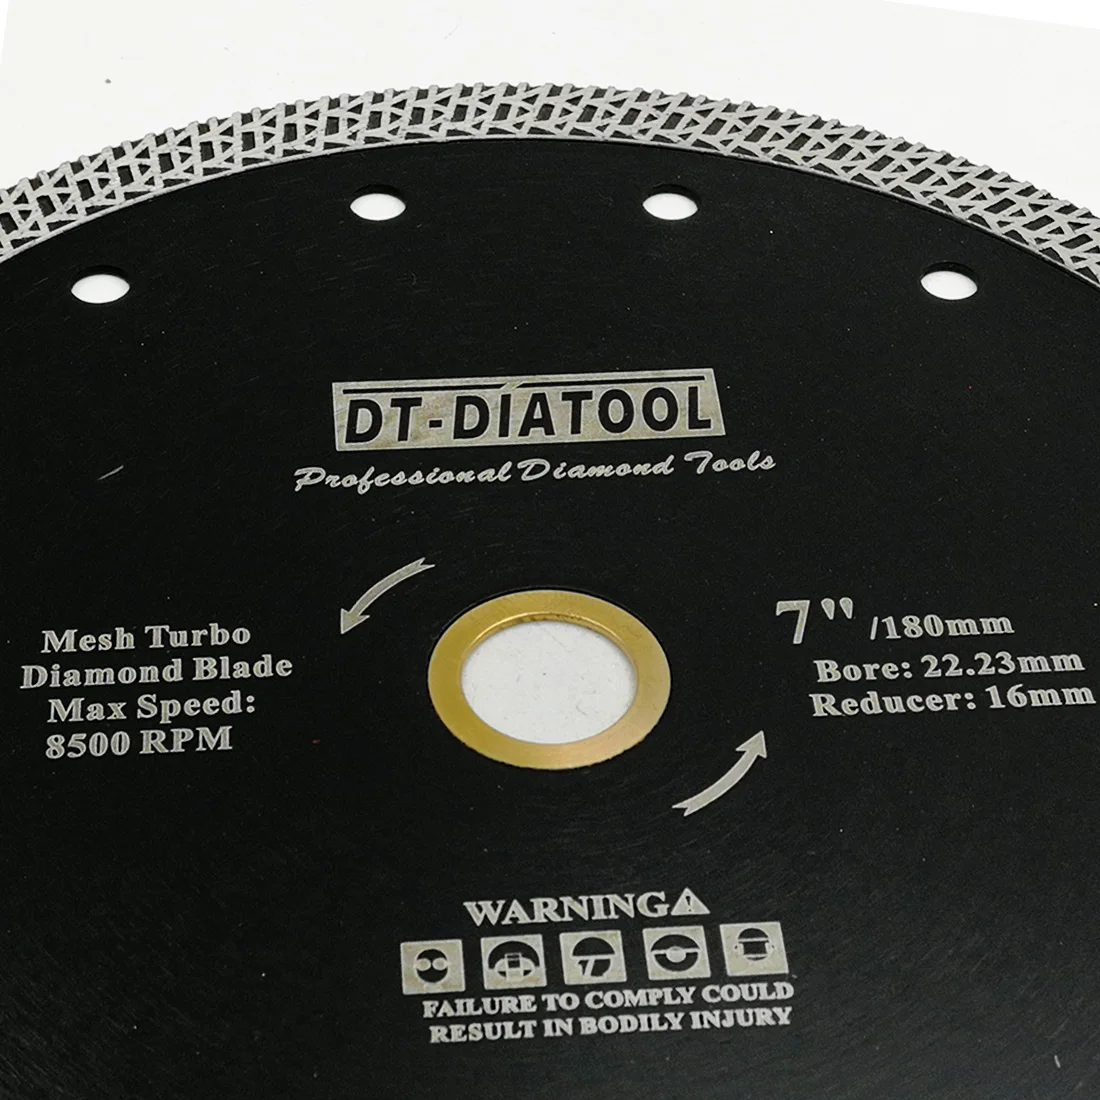 DT-DIATOOL
Professional Diamond Tools
Mesh Turbo
Diamond Blade
Max Speed:
8500 RPM
7" /180mm
Bore: 22.23mm
Reducer: 16mm
WARNING
FAILURE TO COMPLY COULD
RESULT IN BODILY INJURY